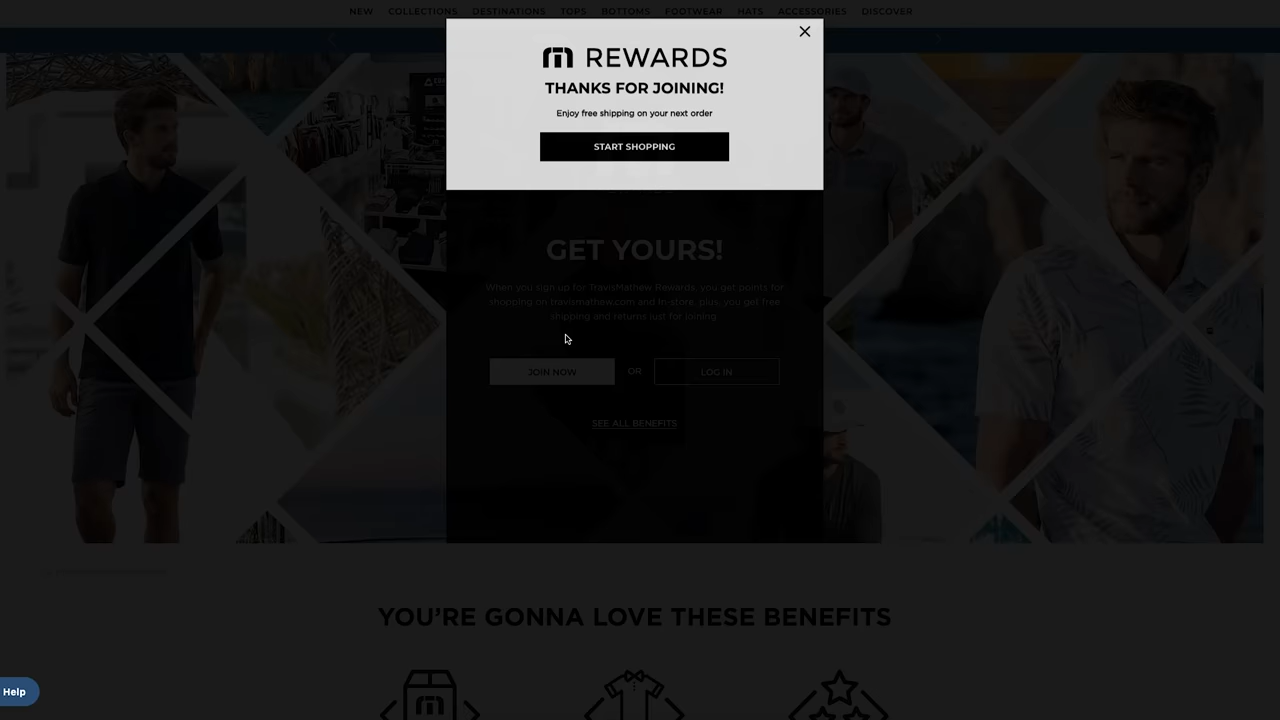 NEW COLLECTIONS DESTINATIONS TOPS BOTTOMS FOOTWEAR HATS ACCESSORIES DISCOVER
REWARDS
THANKS FOR JOINING!
Enjoy free shipping on your next order
START SHOPPING
GET YOURS!
When you sign up for TravisMathew Rewards, you get points for
shopping on travismathew.com and in-store, plus, you get free
shipping and returns just for joining.
JOIN NOW OR LOG IN
SEE ALL BENEFITS
YOU'RE GONNA LOVE THESE BENEFITS
Help